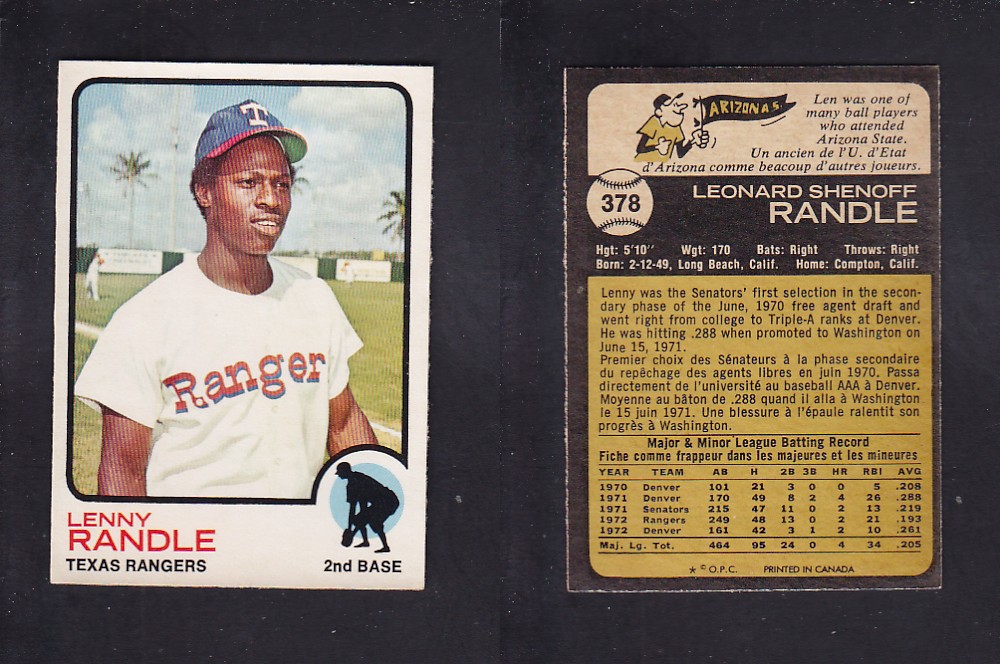 T
Ranger
LENNY
RANDLE
TEXAS RANGERS
2nd BASE
ARIZONA S.
Len was one of
many ball players
who attended
Arizona State.
Un ancien de l'U. d'Etat
d'Arizona comme beacoup d'autres joueurs.
378
LEONARD SHENOFF
RANDLE
Hgt: 5'10" Wgt: 170 Bats: Right Throws: Right
Born: 2-12-49, Long Beach, Calif. Home: Compton, Calif.
Lenny was the Senators' first selection in the secon-
dary phase of the June, 1970 free agent draft and
went right from college to Triple-A ranks at Denver.
He was hitting .288 when promoted to Washington on
June 15, 1971.
Premier choix des Sénateurs à la phase secondaire
du repêchage des agents libres en juin 1970. Passa
directement de l'université au baseball AAA à Denver.
Moyenne au bâton de .288 quand il alla à Washington
le 15 juin 1971. Une blessure à l'épaule ralentit son
progrès à Washington.
Major & Minor League Batting Record
Fiche comme frappeur dans les majeures et les mineures
YEAR TEAM AB H 2B 3B HR RBI AVG
1970 Denver 101 21 3 0 0 5 .208
1971 Denver 170 49 8 2 4 26 .288
1971 Senators 215 47 11 0 2 13 .219
1972 Rangers 249 48 13 0 2 21 .193
1972 Denver 161 42 3 1 2 10 .261
Maj. Lg. Tot. 464 95 24 0 4 34 .205
★ © O.P.C. PRINTED IN CANADA